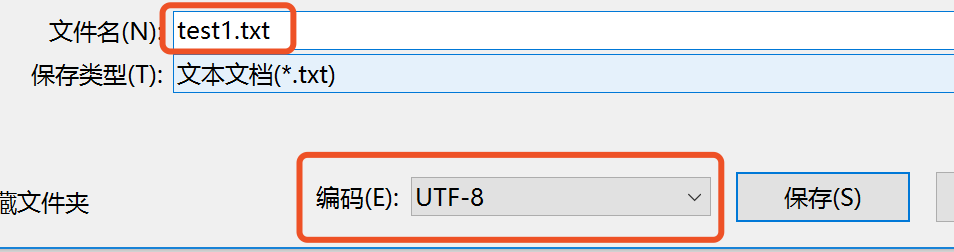 文件名(N): test1.txt
保存类型(T): 文本文档(*.txt)
藏文件夹 编码(E): UTF-8 保存(S)